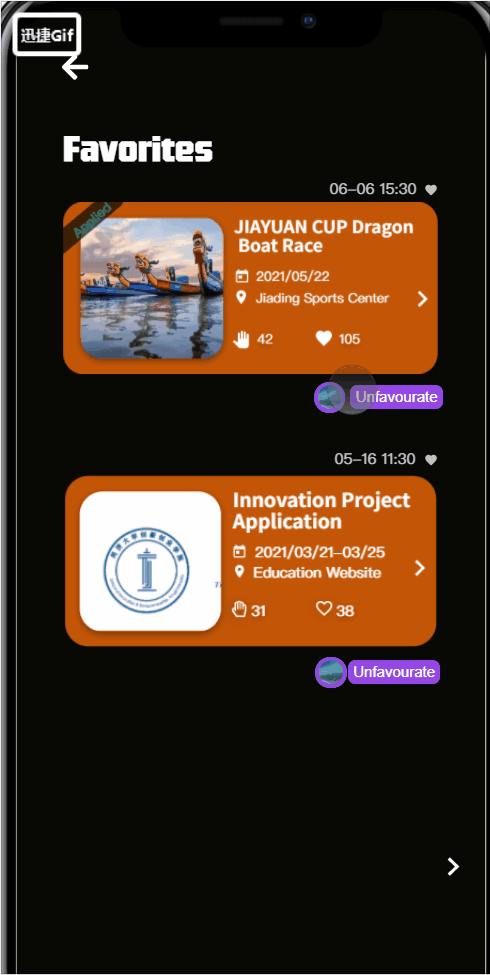 迅捷Gif
Favorites
06–06 15:30
Applied
JIAYUAN CUP Dragon
Boat Race
2021/05/22
Jiading Sports Center
42 105
Unfavourate
05–16 11:30
Innovation Project
Application
2021/03/21–03/25
Education Website
31 38
Unfavourate